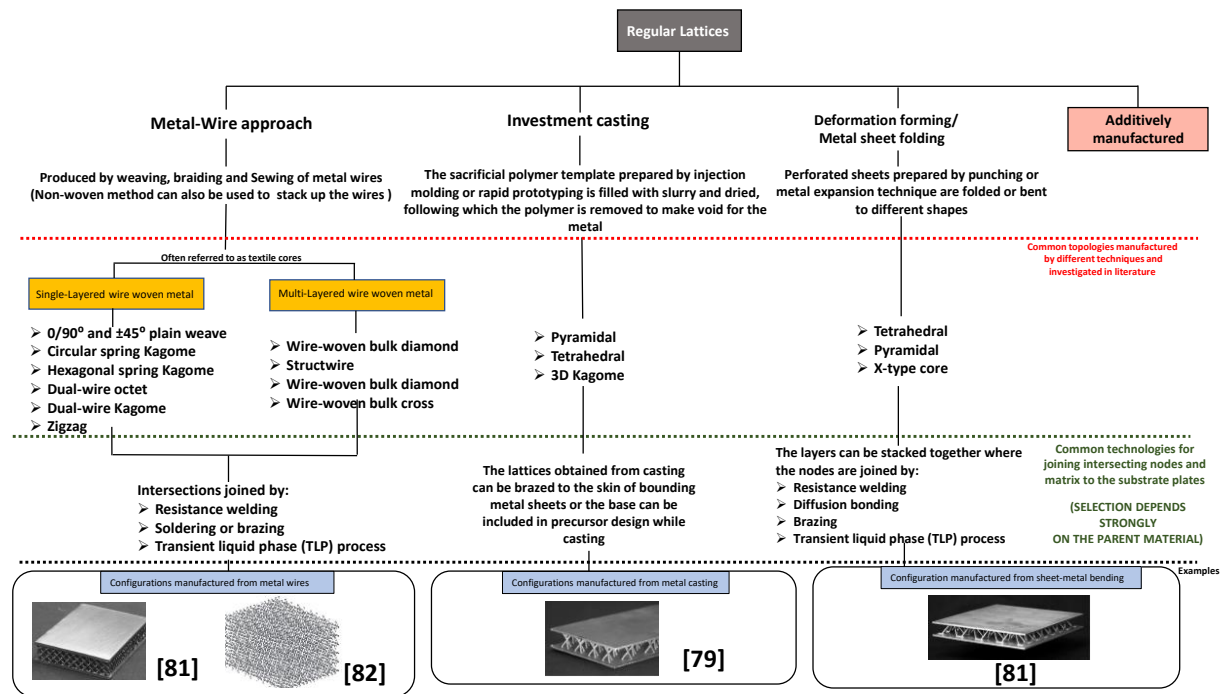 Regular Lattices
Metal-Wire approach
Produced by weaving, braiding and Sewing of metal wires
(Non-woven method can also be used to stack up the wires )
Investment casting
The sacrificial polymer template prepared by injection
molding or rapid prototyping is filled with slurry and dried,
following which the polymer is removed to make void for the
metal
Deformation forming/
Metal sheet folding
Perforated sheets prepared by punching or
metal expansion technique are folded or bent
to different shapes
Additively
manufactured
Common topologies manufactured
by different techniques and
investigated in literature
Often referred to as textile cores
Single-Layered wire woven metal
➢ 0/90⁰ and ±45⁰ plain weave
➢ Circular spring Kagome
➢ Hexagonal spring Kagome
➢ Dual-wire octet
➢ Dual-wire Kagome
➢ Zigzag
Multi-Layered wire woven metal
➢ Wire-woven bulk diamond
➢ Structwire
➢ Wire-woven bulk diamond
➢ Wire-woven bulk cross
➢ Pyramidal
➢ Tetrahedral
➢ 3D Kagome
➢ Tetrahedral
➢ Pyramidal
➢ X-type core
Intersections joined by:
➢ Resistance welding
➢ Soldering or brazing
➢ Transient liquid phase (TLP) process
The lattices obtained from casting
can be brazed to the skin of bounding
metal sheets or the base can be
included in precursor design while
casting
The layers can be stacked together where
the nodes are joined by:
➢ Resistance welding
➢ Diffusion bonding
➢ Brazing
➢ Transient liquid phase (TLP) process
Common technologies for
joining intersecting nodes and
matrix to the substrate plates
(SELECTION DEPENDS
STRONGLY
ON THE PARENT MATERIAL)
Examples
Configurations manufactured from metal wires
[81]
[82]
Configurations manufactured from metal casting
[79]
Configuration manufactured from sheet-metal bending
[81]